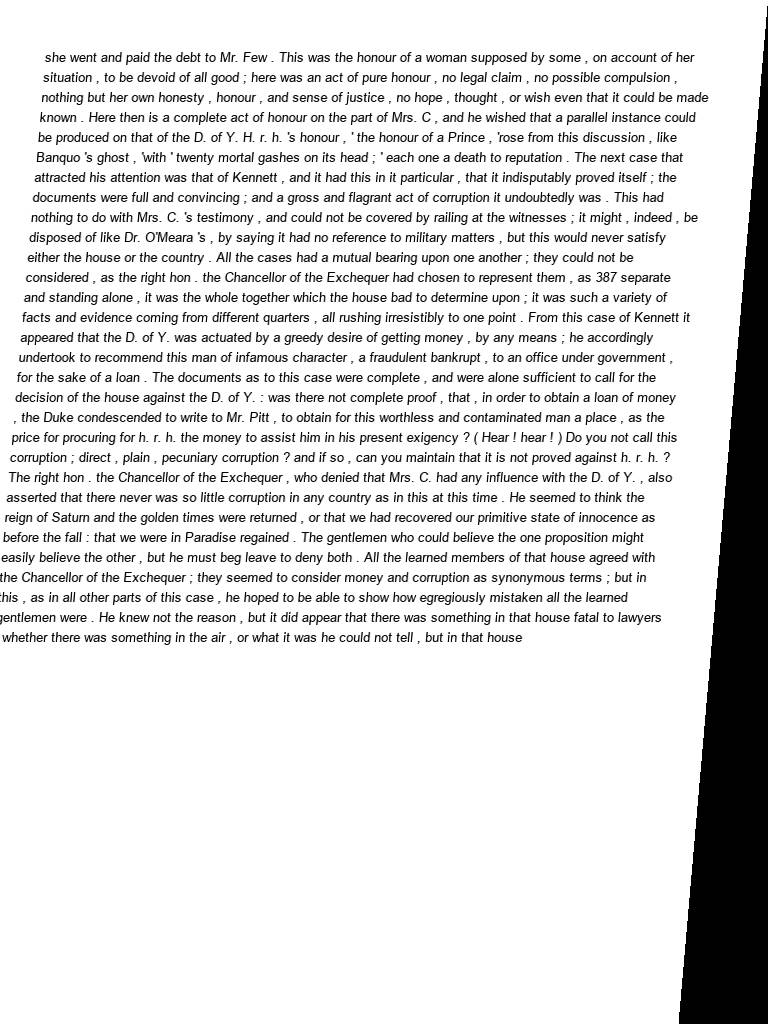 she went and paid the debt to Mr. Few . This was the honour of a woman supposed by some , on account of her
situation , to be devoid of all good ; here was an act of pure honour , no legal claim , no possible compulsion ,
nothing but her own honesty , honour , and sense of justice , no hope , thought , or wish even that it could be made
known . Here then is a complete act of honour on the part of Mrs. C , and he wished that a parallel instance could
be produced on that of the D. of Y. H. r. h. 's honour , ' the honour of a Prince , 'rose from this discussion , like
Banquo 's ghost , 'with ' twenty mortal gashes on its head ; ' each one a death to reputation . The next case that
attracted his attention was that of Kennett , and it had this in it particular , that it indisputably proved itself ; the
documents were full and convincing ; and a gross and flagrant act of corruption it undoubtedly was . This had
nothing to do with Mrs. C. 's testimony , and could not be covered by railing at the witnesses ; it might , indeed , be
disposed of like Dr. O'Meara 's , by saying it had no reference to military matters , but this would never satisfy
either the house or the country . All the cases had a mutual bearing upon one another ; they could not be
considered , as the right hon . the Chancellor of the Exchequer had chosen to represent them , as 387 separate
and standing alone , it was the whole together which the house bad to determine upon ; it was such a variety of
facts and evidence coming from different quarters , all rushing irresistibly to one point . From this case of Kennett it
appeared that the D. of Y. was actuated by a greedy desire of getting money , by any means ; he accordingly
undertook to recommend this man of infamous character , a fraudulent bankrupt , to an office under government ,
for the sake of a loan . The documents as to this case were complete , and were alone sufficient to call for the
decision of the house against the D. of Y. : was there not complete proof , that , in order to obtain a loan of money
, the Duke condescended to write to Mr. Pitt , to obtain for this worthless and contaminated man a place , as the
price for procuring for h. r. h. the money to assist him in his present exigency ? ( Hear ! hear ! ) Do you not call this
corruption ; direct , plain , pecuniary corruption ? and if so , can you maintain that it is not proved against h. r. h. ?
The right hon . the Chancellor of the Exchequer , who denied that Mrs. C. had any influence with the D. of Y. , also
asserted that there never was so little corruption in any country as in this at this time . He seemed to think the
reign of Saturn and the golden times were returned , or that we had recovered our primitive state of innocence as
before the fall : that we were in Paradise regained . The gentlemen who could believe the one proposition might
easily believe the other , but he must beg leave to deny both . All the learned members of that house agreed with
the Chancellor of the Exchequer ; they seemed to consider money and corruption as synonymous terms ; but in
this , as in all other parts of this case , he hoped to be able to show how egregiously mistaken all the learned
gentlemen were . He knew not the reason , but it did appear that there was something in that house fatal to lawyers
whether there was something in the air , or what it was he could not tell , but in that house